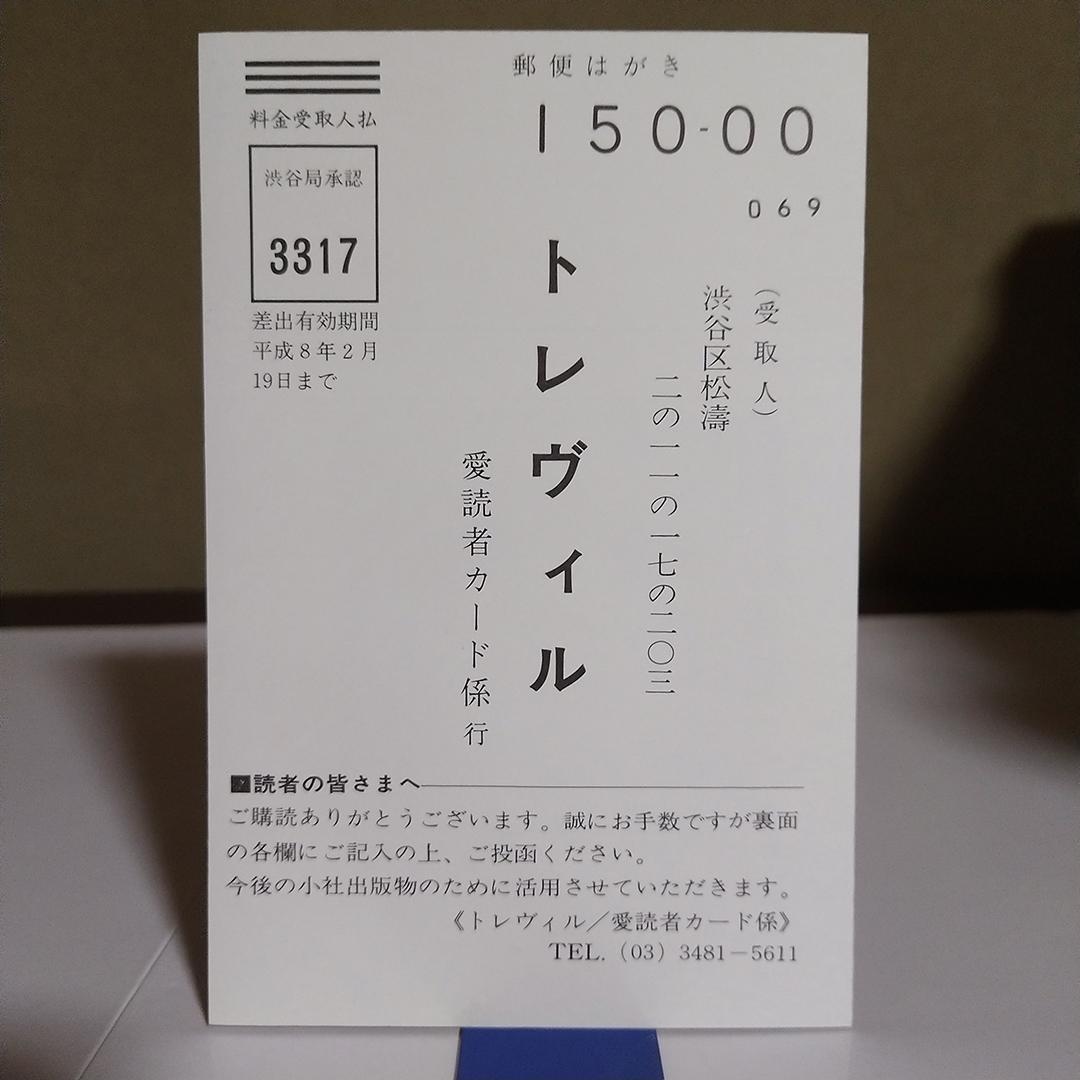 郵便はがき
150-00
069
料金受取人払
渋谷局承認
3317
差出有効期間
平成8年2月
19日まで
（受取人）
渋谷区松濤
二の一一の一七の二〇三
トレヴィル
愛読者カード係 行
■読者の皆さまへ
ご購読ありがとうございます。誠にお手数ですが裏面
の各欄にご記入の上、ご投函ください。
今後の小社出版物のために活用させていただきます。
《トレヴィル／愛読者カード係》
TEL.（03）3481－5611